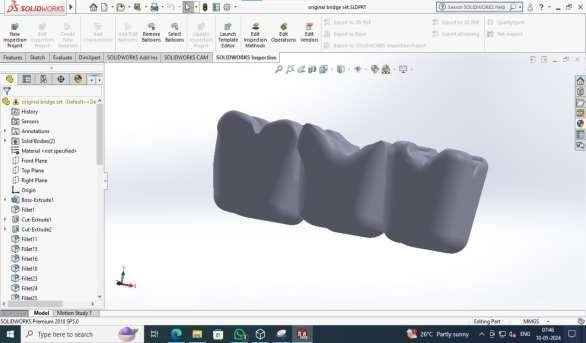 SOLIDWORKS
original bridge set.SLDPRT
Search SOLIDWORKS Help
New Inspection Project
Edit Inspection Project
Create New
Add Characteristic
Add/Edit Balloons
Remove Balloons
Select Balloons
Update Inspection Project
Launch Template Editor
Edit Inspection Methods
Edit Operations
Edit Vendors
Export to 2D PDF
Export to Excel
Export to SOLIDWORKS Inspection Project
Export to 3D PDF
Export eDrawing
QualityXpert
Net-Inspect
Features Sketch Evaluate DimXpert SOLIDWORKS Add-Ins SOLIDWORKS CAM SOLIDWORKS Inspection
original bridge set (Default<<De
History
Sensors
Annotations
Solid Bodies(2)
Material <not specified>
Front Plane
Top Plane
Right Plane
Origin
Boss-Extrude1
Fillet1
Cut-Extrude1
Cut-Extrude2
Fillet11
Fillet15
Fillet16
Fillet18
Fillet23
Fillet24
Fillet25
Model Motion Study 1
SOLIDWORKS Premium 2018 SP5.0
Editing Part
MMGS
Type here to search
26°C Partly sunny
ENG
07:46
10-05-2024